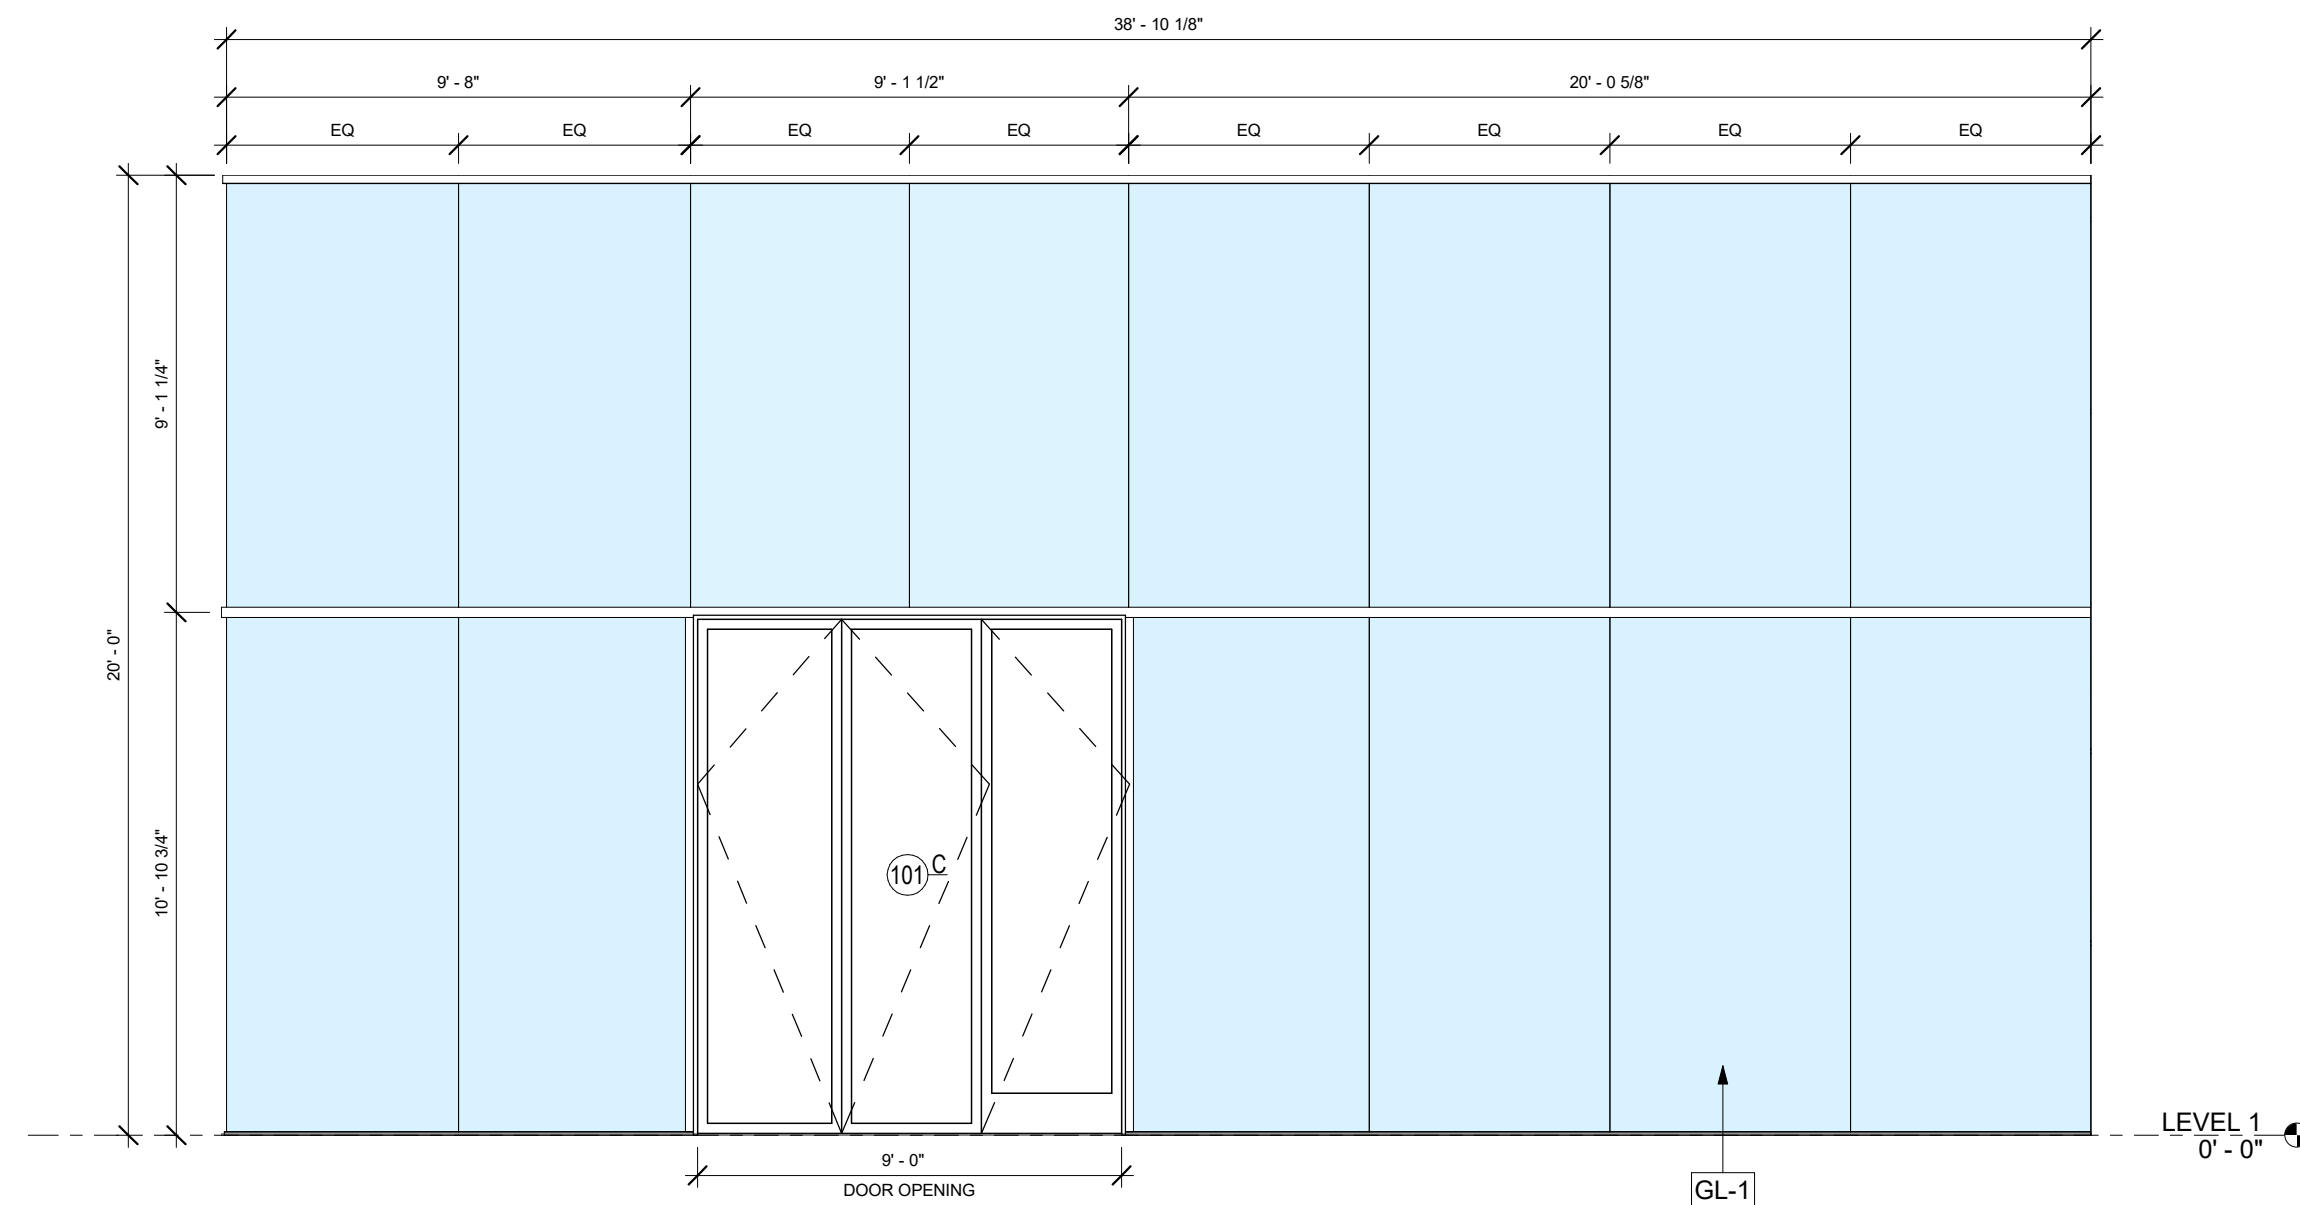 38' - 10 1/8"
9' - 8"
9' - 1 1/2"
20' - 0 5/8"
EQ
EQ
EQ
EQ
EQ
EQ
EQ
EQ
9' - 1 1/4"
20' - 0"
10' - 10 3/4"
101 C
LEVEL 1
0' - 0"
9' - 0"
DOOR OPENING
GL-1